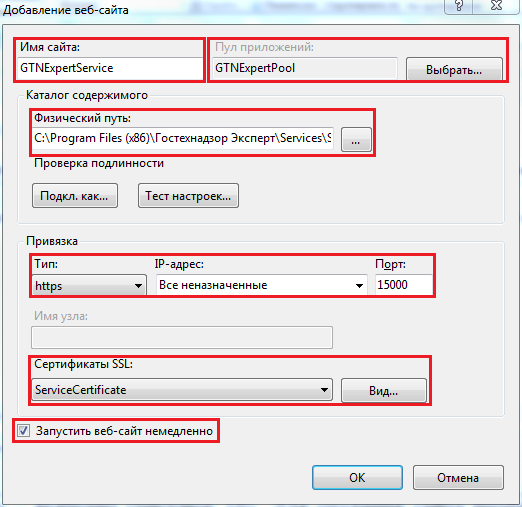 Добавление веб-сайта
Имя сайта:
Пул приложений:
GTNExpertService
GTNExpertPool
Выбрать...
Каталог содержимого
Физический путь:
C:\Program Files (x86)\Гостехнадзор Эксперт\Services\S
...
Проверка подлинности
Подкл. как...
Тест настроек...
Привязка
Тип:
IP-адрес:
Порт:
https
Все неназначенные
15000
Имя узла:
Сертификаты SSL:
ServiceCertificate
Вид...
Запустить веб-сайт немедленно
ОК
Отмена